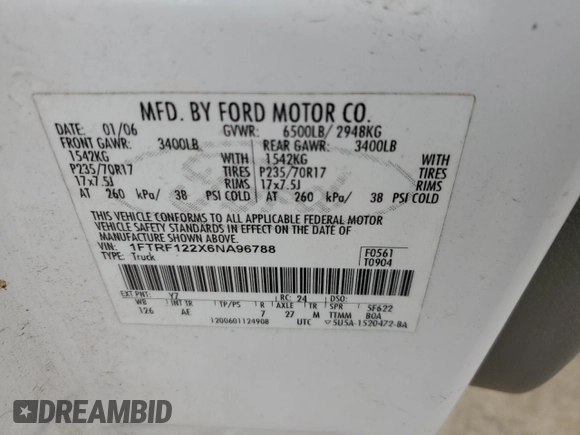 MFD. BY FORD MOTOR CO.
DATE: 01/06 GVWR: 6500LB/ 2948KG
FRONT GAWR: 3400LB REAR GAWR: 3400LB
1542KG WITH 1542KG WITH
P235/70R17 TIRES P235/70R17 TIRES
17x7.5J RIMS 17x7.5J RIMS
AT 260 kPa/ 38 PSI COLD AT 260 kPa/ 38 PSI COLD
THIS VEHICLE CONFORMS TO ALL APPLICABLE FEDERAL MOTOR
VEHICLE SAFETY STANDARDS IN EFFECT ON THE DATE OF
MANUFACTURE SHOWN ABOVE.
VIN: 1FTRF122X6NA96788 F0561
TYPE: Truck T0904
EXT PNT: Y7 RC: 24 DSO:
WB INT TR TP/PS R AXLE TR SPR 5F622
126 AE 7 27 M TTMM BOA
1200601124908 UTC 5U5A-1520472-BA
DREAMBID